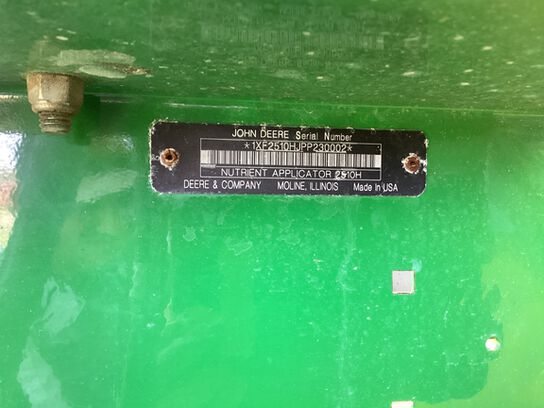 JOHN DEERE Serial Number
*1XF2510HJPP230002*
NUTRIENT APPLICATOR 2510H
DEERE & COMPANY MOLINE, ILLINOIS Made In USA